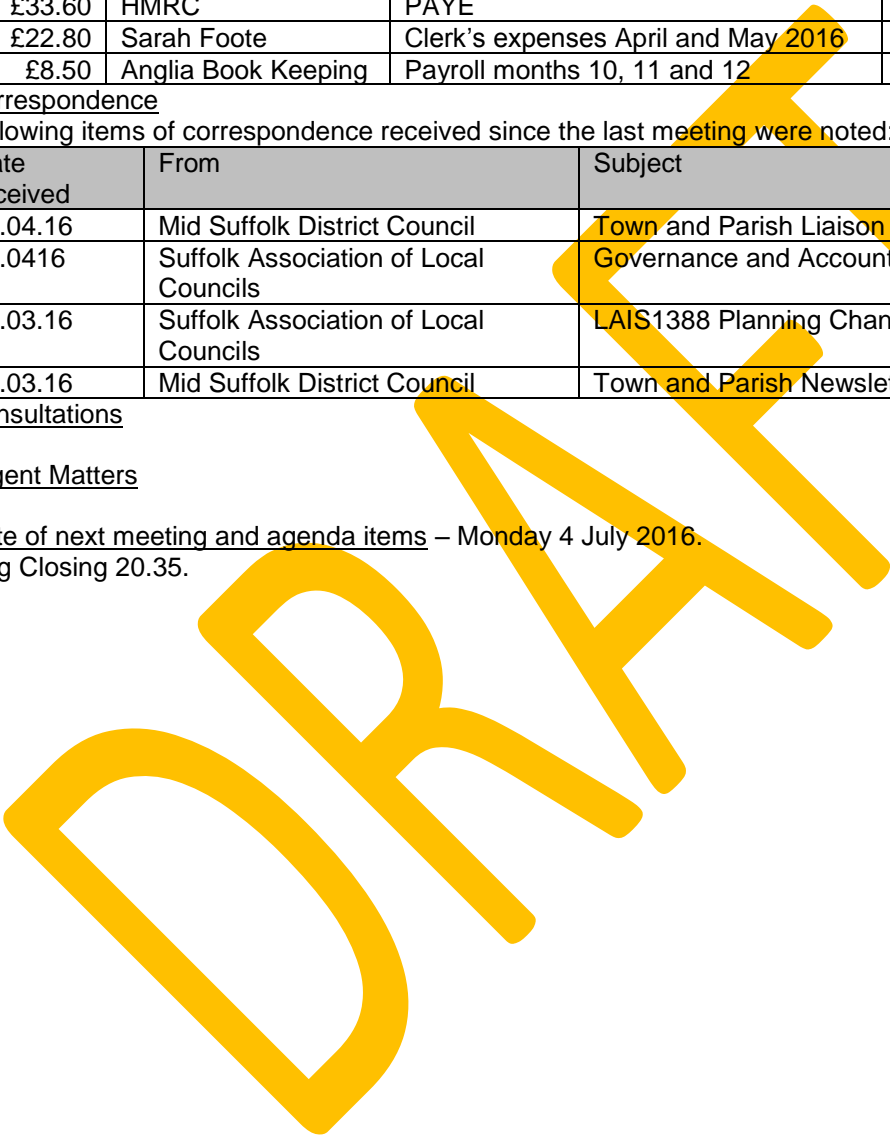 £33.60 HMRC PAYE
£22.80 Sarah Foote Clerk's expenses April and May 2016
£8.50 Anglia Book Keeping Payroll months 10, 11 and 12
rrespondence
lowing items of correspondence received since the last meeting were noted:
ate From Subject
ceived
.04.16 Mid Suffolk District Council Town and Parish Liaison
.0416 Suffolk Association of Local Governance and Account
Councils
.03.16 Suffolk Association of Local LAIS1388 Planning Chan
Councils
.03.16 Mid Suffolk District Council Town and Parish Newslet
nsultations
gent Matters
te of next meeting and agenda items – Monday 4 July 2016.
g Closing 20.35.
DRAFT